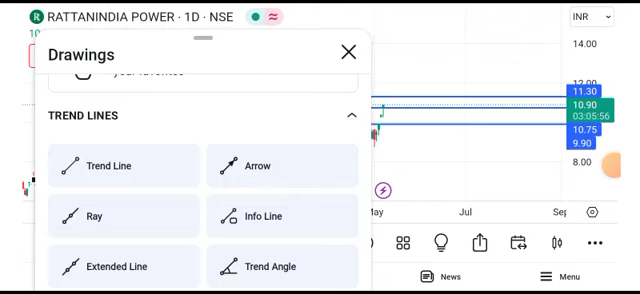 R RATTANINDIA POWER · 1D · NSE
INR
Drawings
your favorites
TREND LINES
Trend Line
Arrow
Ray
Info Line
Extended Line
Trend Angle
14.00
12.00
11.30
10.90
03:05:56
10.75
9.90
8.00
May
Jul
Sep
News
Menu